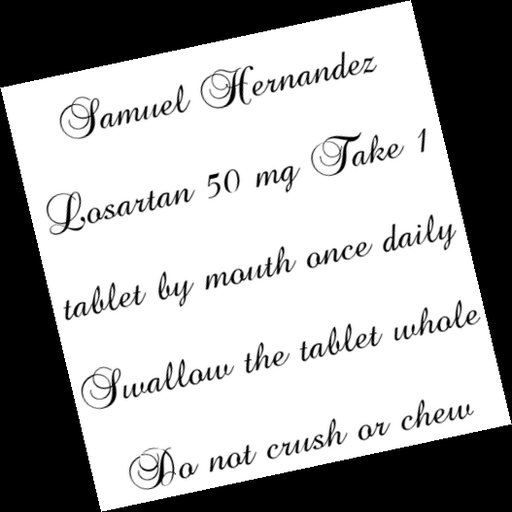 Samuel Hernandez
Losartan 50 mg Take 1
tablet by mouth once daily
Swallow the tablet whole
Do not crush or chew